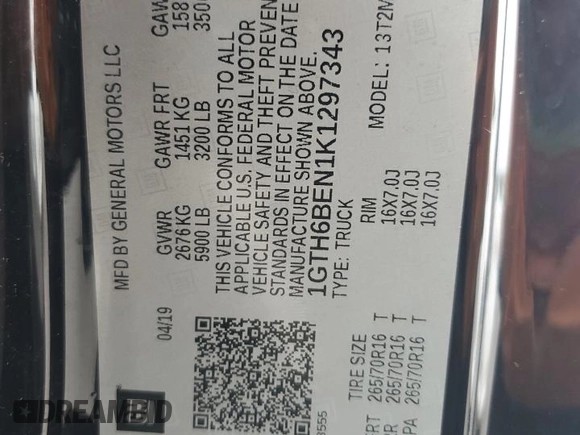 MFD BY GENERAL MOTORS LLC
04/19
GVWR GAWR FRT
2676 KG 1451 KG
5900 LB 3200 LB
THIS VEHICLE CONFORMS TO ALL
APPLICABLE U.S. FEDERAL MOTOR
VEHICLE SAFETY AND THEFT PREVEN
STANDARDS IN EFFECT ON THE DATE
MANUFACTURE SHOWN ABOVE.
1GTH6BEN1K1297343
TYPE: TRUCK MODEL: 13T2M
TIRE SIZE RIM
265/70R16 T 16X7.0J
265/70R16 T 16X7.0J
265/70R16 T 16X7.0J
DREAMBID